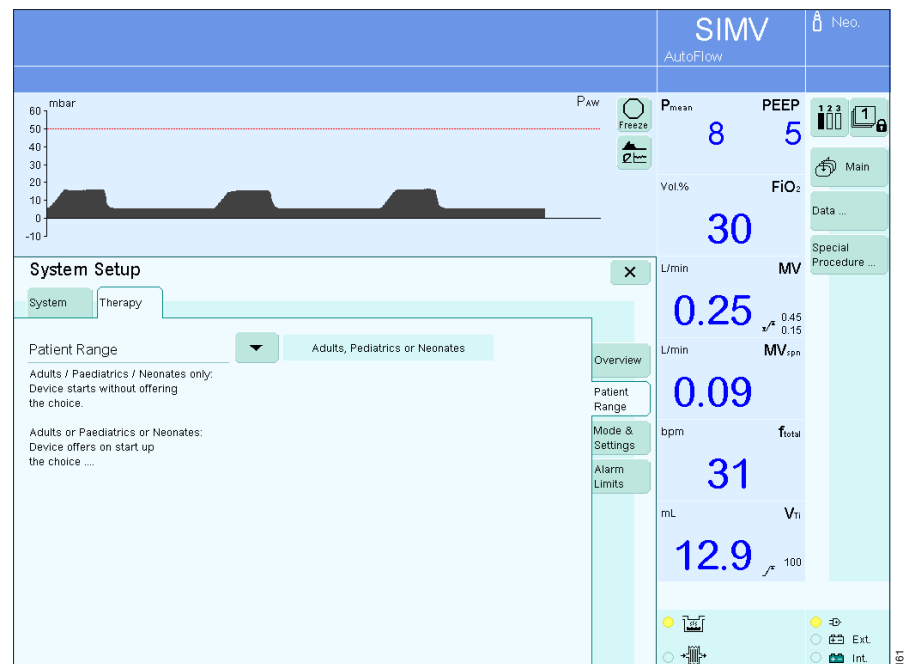 SIMV
AutoFlow
Neo.
mbar
PAW
60
50
40
30
20
10
0
-10
Freeze
Pmean PEEP
8 5
Vol.% FiO2
30
L/min MV
0.25
0.45
0.15
L/min MVspn
0.09
bpm ftotal
31
mL VTi
12.9
100
1 2 3
1
Main
Data ...
Special
Procedure ...
System Setup
System
Therapy
Patient Range
Adults, Pediatrics or Neonates
Adults / Paediatrics / Neonates only:
Device starts without offering
the choice.
Adults or Paediatrics or Neonates:
Device offers on start up
the choice ....
Overview
Patient
Range
Mode &
Settings
Alarm
Limits
Ext.
Int.